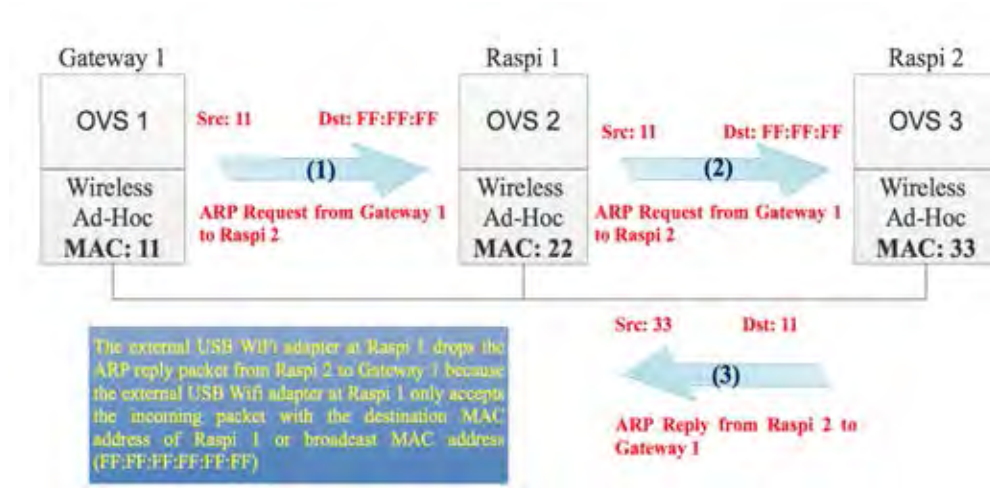 Gateway 1
Raspi 1
Raspi 2
OVS 1
OVS 2
OVS 3
Src: 11
Dst: FF:FF:FF
Src: 11
Dst: FF:FF:FF
(1)
(2)
Wireless
Ad-Hoc
MAC: 11
ARP Request from Gateway 1
to Raspi 2
Wireless
Ad-Hoc
MAC: 22
ARP Request from Gateway 1
to Raspi 2
Wireless
Ad-Hoc
MAC: 33
Src: 33
Dst: 11
(3)
ARP Reply from Raspi 2 to
Gateway 1
The external USB WiFi adapter at Raspi 1 drops the
ARP reply packet from Raspi 2 to Gateway 1 because
the external USB Wifi adapter at Raspi 1 only accepts
the incoming packet with the destination MAC
address of Raspi 1 or broadcast MAC address
(FF:FF:FF:FF:FF:FF)